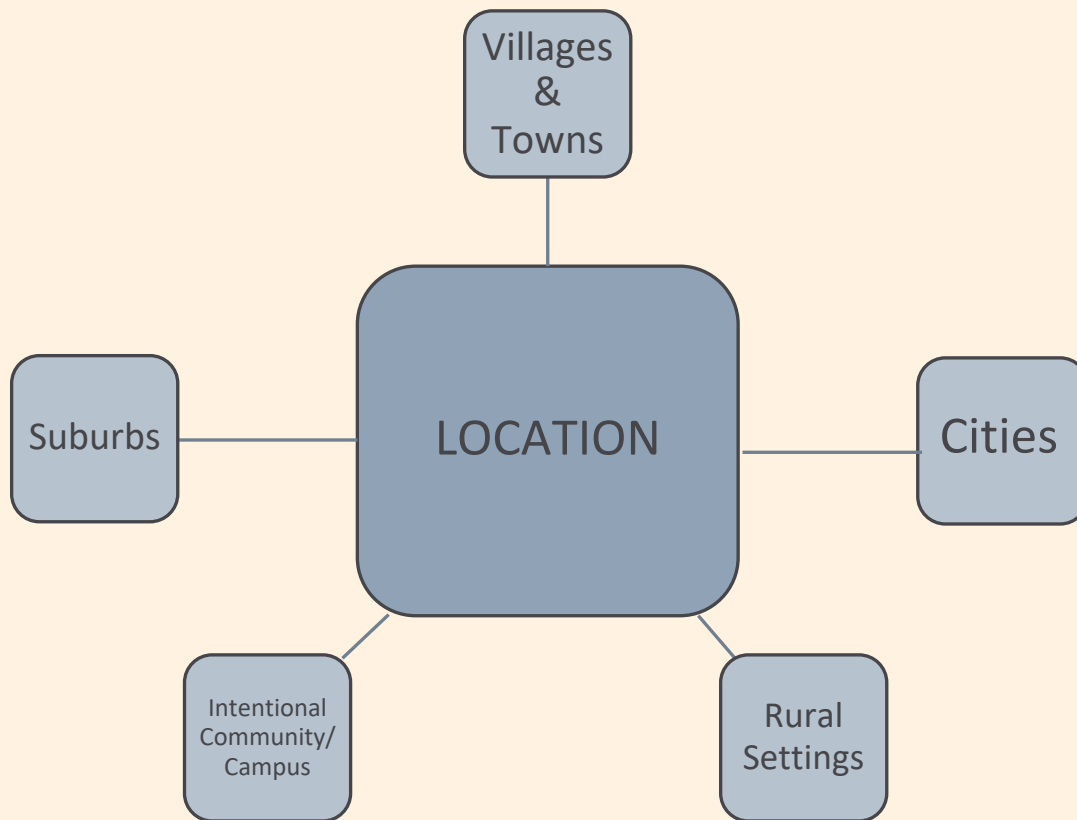 Villages
&
Towns
Suburbs
LOCATION
Cities
Intentional
Community/
Campus
Rural
Settings